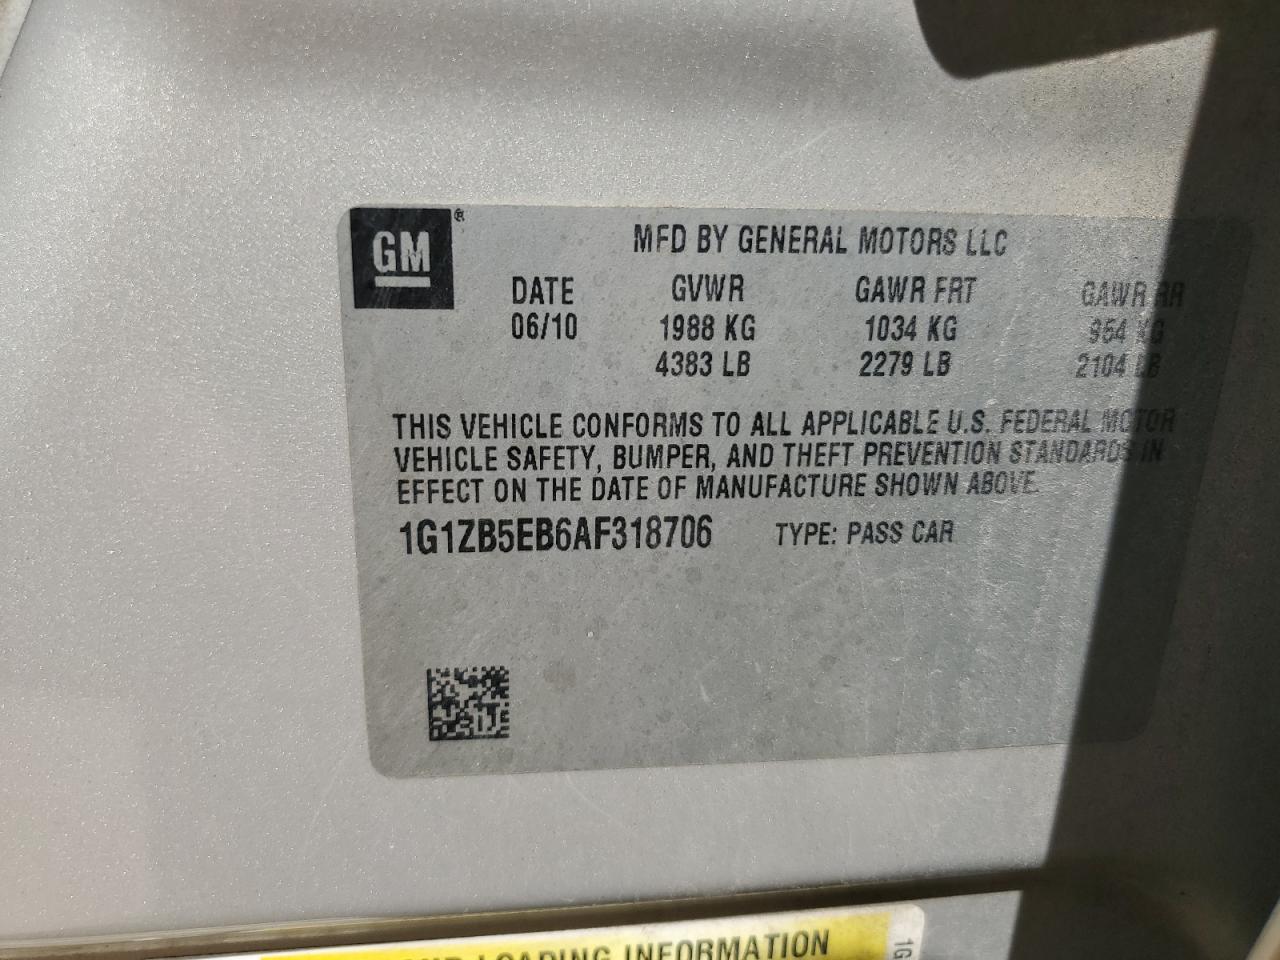 GM ®
MFD BY GENERAL MOTORS LLC
DATE GVWR GAWR FRT GAWR RR
06/10 1988 KG 1034 KG 954 KG
4383 LB 2279 LB 2104 LB
THIS VEHICLE CONFORMS TO ALL APPLICABLE U.S. FEDERAL MOTOR
VEHICLE SAFETY, BUMPER, AND THEFT PREVENTION STANDARDS IN
EFFECT ON THE DATE OF MANUFACTURE SHOWN ABOVE.
1G1ZB5EB6AF318706 TYPE: PASS CAR
LOADING INFORMATION
1G